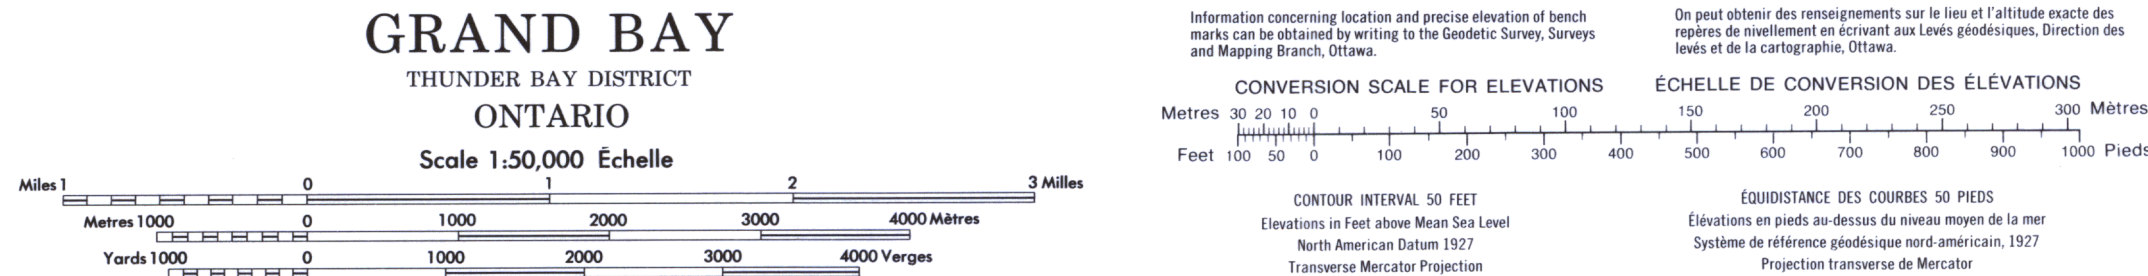 GRAND BAY
THUNDER BAY DISTRICT
ONTARIO
Scale 1:50,000 Échelle
Miles 1 0 1 2 3 Milles
Metres 1000 0 1000 2000 3000 4000 Mètres
Yards 1000 0 1000 2000 3000 4000 Verges
Information concerning location and precise elevation of bench
marks can be obtained by writing to the Geodetic Survey, Surveys
and Mapping Branch, Ottawa.
On peut obtenir des renseignements sur le lieu et l'altitude exacte des
repères de nivellement en écrivant aux Levés géodésiques, Direction des
levés et de la cartographie, Ottawa.
CONVERSION SCALE FOR ELEVATIONS ÉCHELLE DE CONVERSION DES ÉLÉVATIONS
Metres 30 20 10 0 50 100 150 200 250 300 Mètres
Feet 100 50 0 100 200 300 400 500 600 700 800 900 1000 Pieds
CONTOUR INTERVAL 50 FEET
Elevations in Feet above Mean Sea Level
North American Datum 1927
Transverse Mercator Projection
ÉQUIDISTANCE DES COURBES 50 PIEDS
Élévations en pieds au-dessus du niveau moyen de la mer
Système de référence géodésique nord-américain, 1927
Projection transverse de Mercator